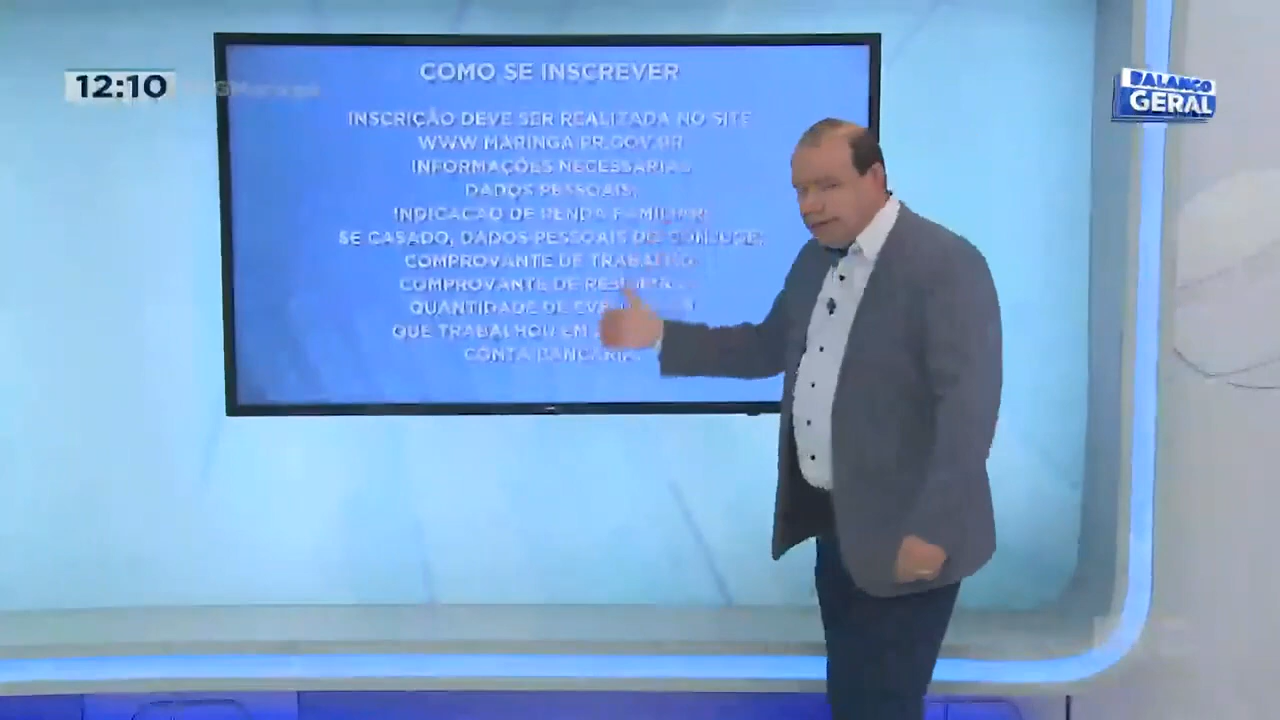 12:10
BALANÇO
GERAL
COMO SE INSCREVER
INSCRIÇÃO DEVE SER REALIZADA NO SITE
WWW.MARINGA.PR.GOV.BR
INFORMAÇÕES NECESSÁRIAS
DADOS PESSOAIS;
INDICAÇÃO DE RENDA FAMILIAR;
SE CASADO, DADOS PESSOAIS DO CÔNJUGE;
COMPROVANTE DE TRABALHO
COMPROVANTE DE
QUANTIDADE DE
QUE TRABALHOU EM
CONTA BANCÁRIA.